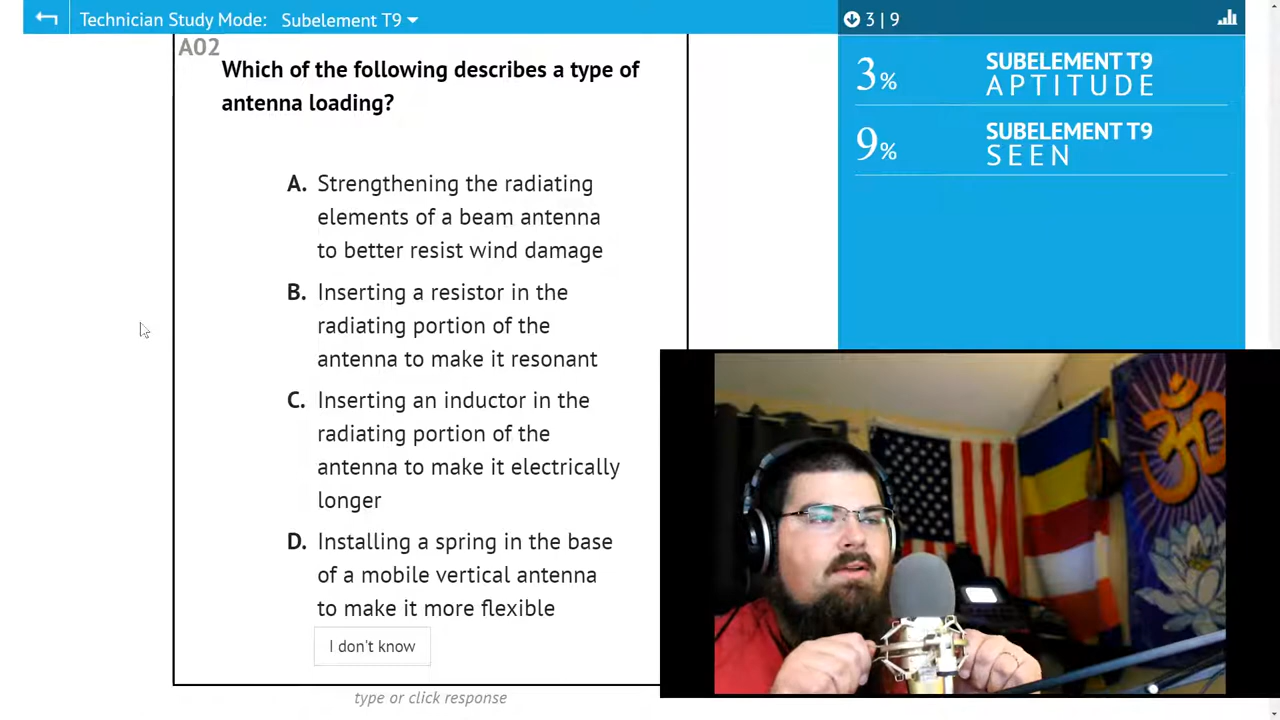 Technician Study Mode: Subelement T9
3 | 9
A02
Which of the following describes a type of
antenna loading?
A. Strengthening the radiating
elements of a beam antenna
to better resist wind damage
B. Inserting a resistor in the
radiating portion of the
antenna to make it resonant
C. Inserting an inductor in the
radiating portion of the
antenna to make it electrically
longer
D. Installing a spring in the base
of a mobile vertical antenna
to make it more flexible
I don't know
type or click response
3%
SUBELEMENT T9
APTITUDE
9%
SUBELEMENT T9
SEEN
ॐ